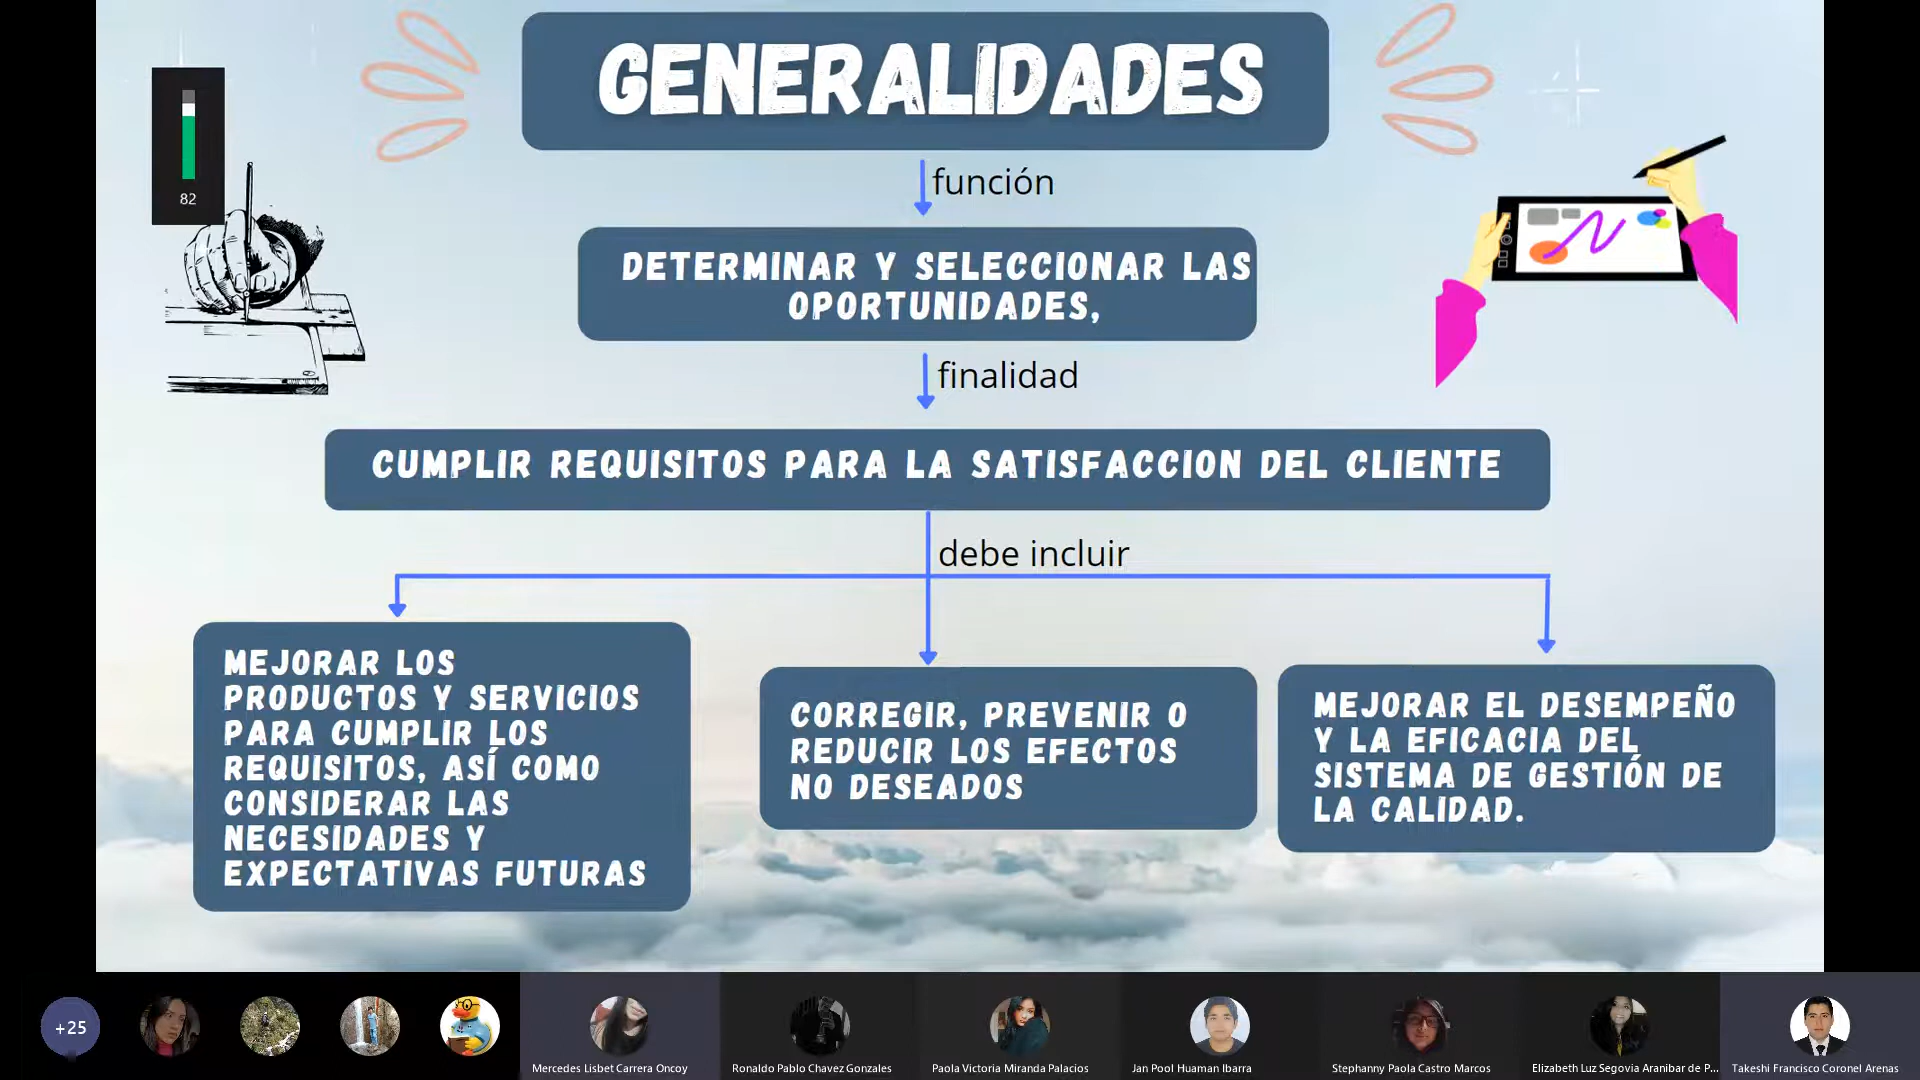 GENERALIDADES
82
función
DETERMINAR Y SELECCIONAR LAS
OPORTUNIDADES,
finalidad
CUMPLIR REQUISITOS PARA LA SATISFACCION DEL CLIENTE
debe incluir
MEJORAR LOS
PRODUCTOS Y SERVICIOS
PARA CUMPLIR LOS
REQUISITOS, ASÍ COMO
CONSIDERAR LAS
NECESIDADES Y
EXPECTATIVAS FUTURAS
CORREGIR, PREVENIR O
REDUCIR LOS EFECTOS
NO DESEADOS
MEJORAR EL DESEMPEÑO
Y LA EFICACIA DEL
SISTEMA DE GESTIÓN DE
LA CALIDAD.
+25
Mercedes Lisbet Carrera Oncoy
Ronaldo Pablo Chavez Gonzales
Paola Victoria Miranda Palacios
Jan Pool Huaman Ibarra
Stephanny Paola Castro Marcos
Elizabeth Luz Segovia Aranibar de P...
Takeshi Francisco Coronel Arenas